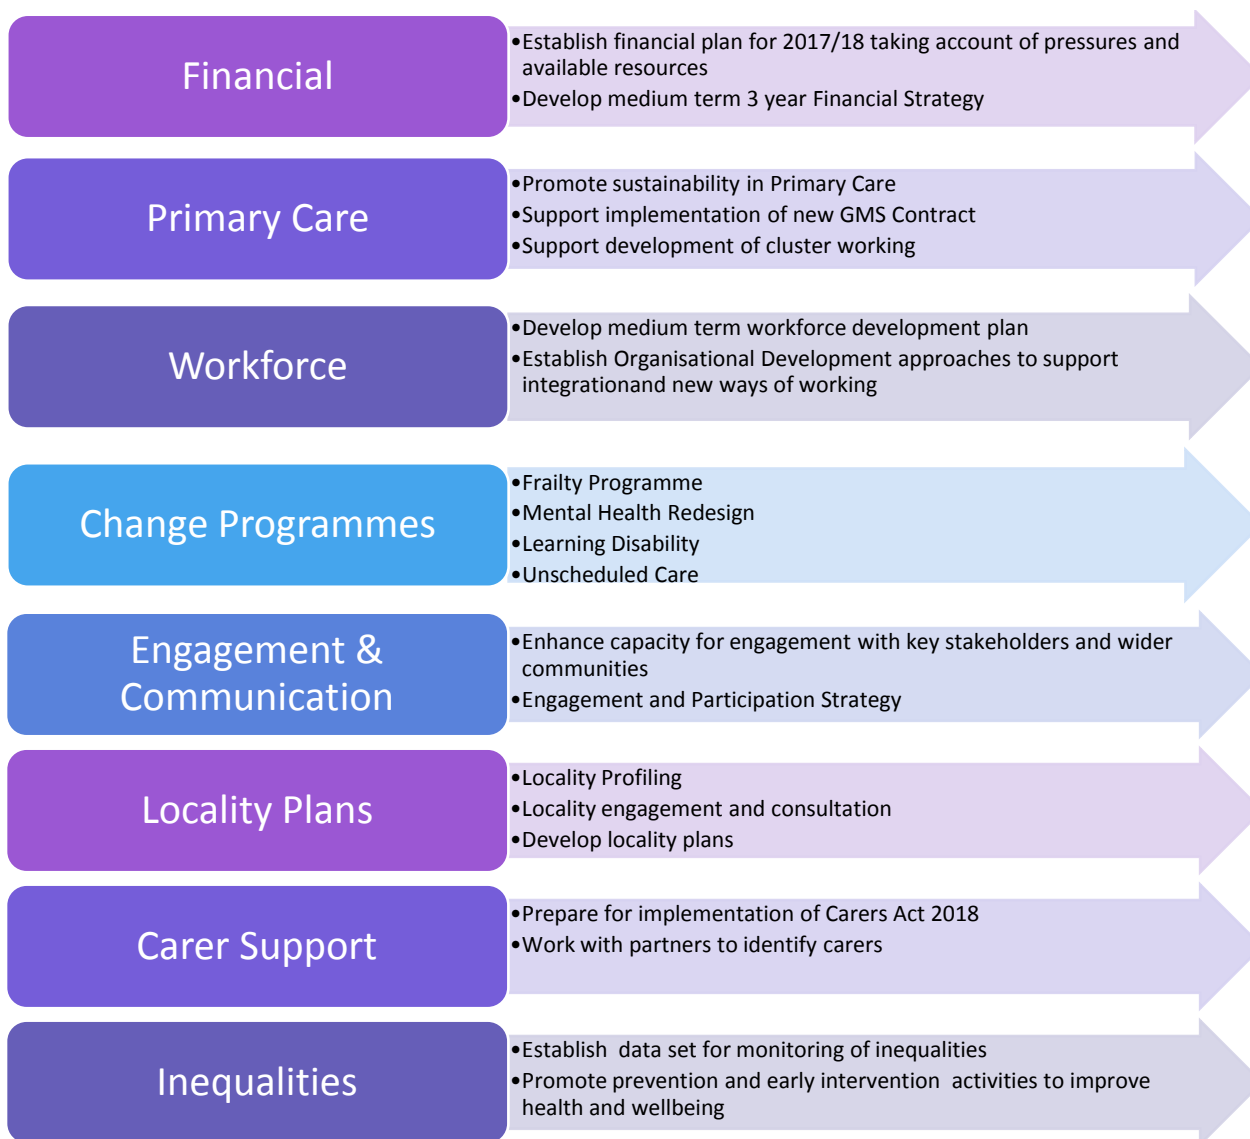 Financial
•Establish financial plan for 2017/18 taking account of pressures and
available resources
•Develop medium term 3 year Financial Strategy
Primary Care
•Promote sustainability in Primary Care
•Support implementation of new GMS Contract
•Support development of cluster working
Workforce
•Develop medium term workforce development plan
•Establish Organisational Development approaches to support
integrationand new ways of working
Change Programmes
•Frailty Programme
•Mental Health Redesign
•Learning Disability
•Unscheduled Care
Engagement &
Communication
•Enhance capacity for engagement with key stakeholders and wider
communities
•Engagement and Participation Strategy
Locality Plans
•Locality Profiling
•Locality engagement and consultation
•Develop locality plans
Carer Support
•Prepare for implementation of Carers Act 2018
•Work with partners to identify carers
Inequalities
•Establish  data set for monitoring of inequalities
•Promote prevention and early intervention  activities to improve
health and wellbeing